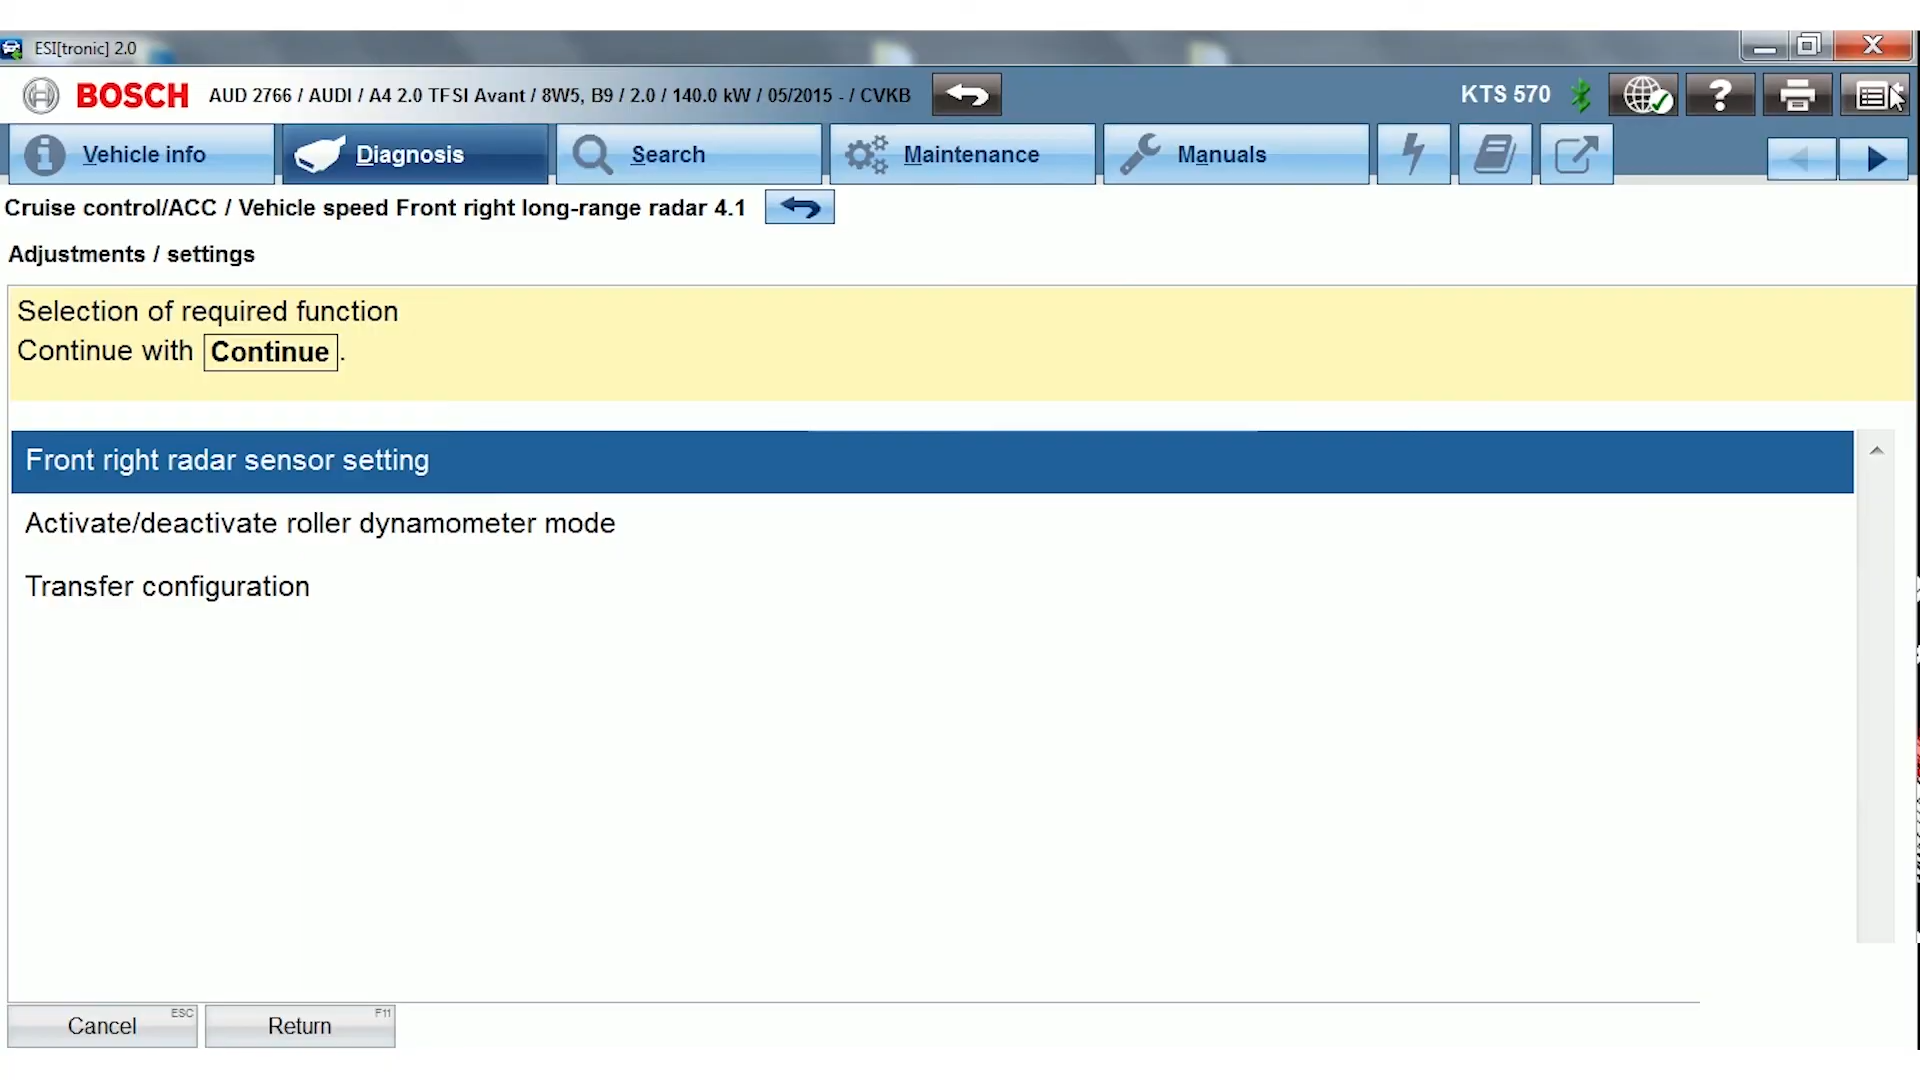 ESI[tronic] 2.0
BOSCH AUD 2766 / AUDI / A4 2.0 TFSI Avant / 8W5, B9 / 2.0 / 140.0 kW / 05/2015 - / CVKB KTS 570 ?
Vehicle info Diagnosis Search Maintenance Manuals
Cruise control/ACC / Vehicle speed Front right long-range radar 4.1
Adjustments / settings
Selection of required function
Continue with Continue.
Front right radar sensor setting
Activate/deactivate roller dynamometer mode
Transfer configuration
Cancel ESC Return F11